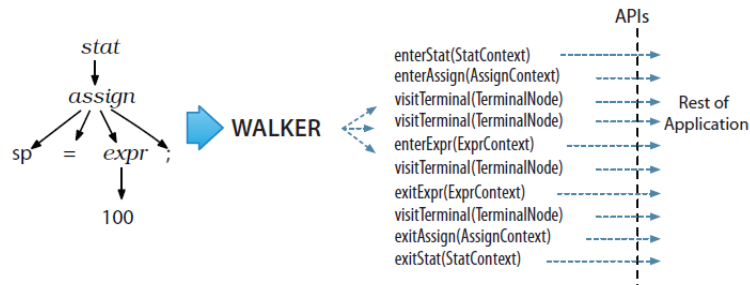 stat
assign
sp = expr ;
100
WALKER
APIs
enterStat(StatContext)
enterAssign(AssignContext)
visitTerminal(TerminalNode)
visitTerminal(TerminalNode)
enterExpr(ExprContext)
visitTerminal(TerminalNode)
exitExpr(ExprContext)
visitTerminal(TerminalNode)
exitAssign(AssignContext)
exitStat(StatContext)
Rest of
Application